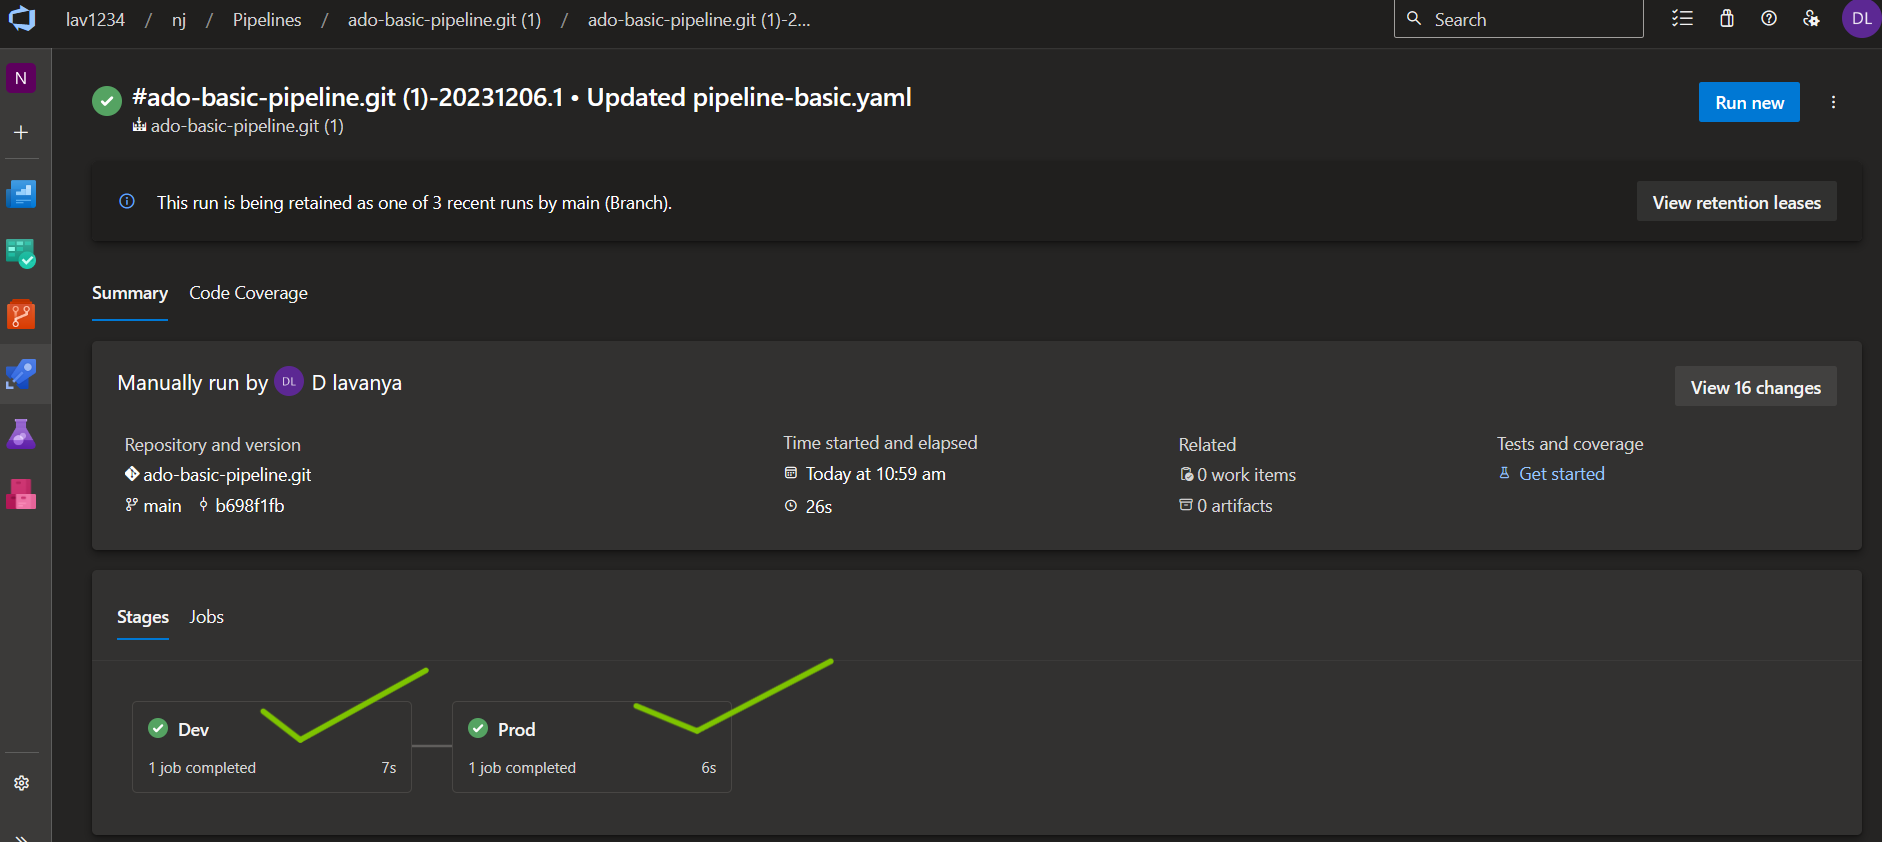 lav1234 / nj / Pipelines / ado-basic-pipeline.git (1) / ado-basic-pipeline.git (1)-2...
Search
DL
N
#ado-basic-pipeline.git (1)-20231206.1 • Updated pipeline-basic.yaml
ado-basic-pipeline.git (1)
Run new
This run is being retained as one of 3 recent runs by main (Branch).
View retention leases
Summary Code Coverage
Manually run by DL D lavanya
View 16 changes
Repository and version
ado-basic-pipeline.git
main b698f1fb
Time started and elapsed
Today at 10:59 am
26s
Related
0 work items
0 artifacts
Tests and coverage
Get started
Stages Jobs
Dev
1 job completed 7s
Prod
1 job completed 6s